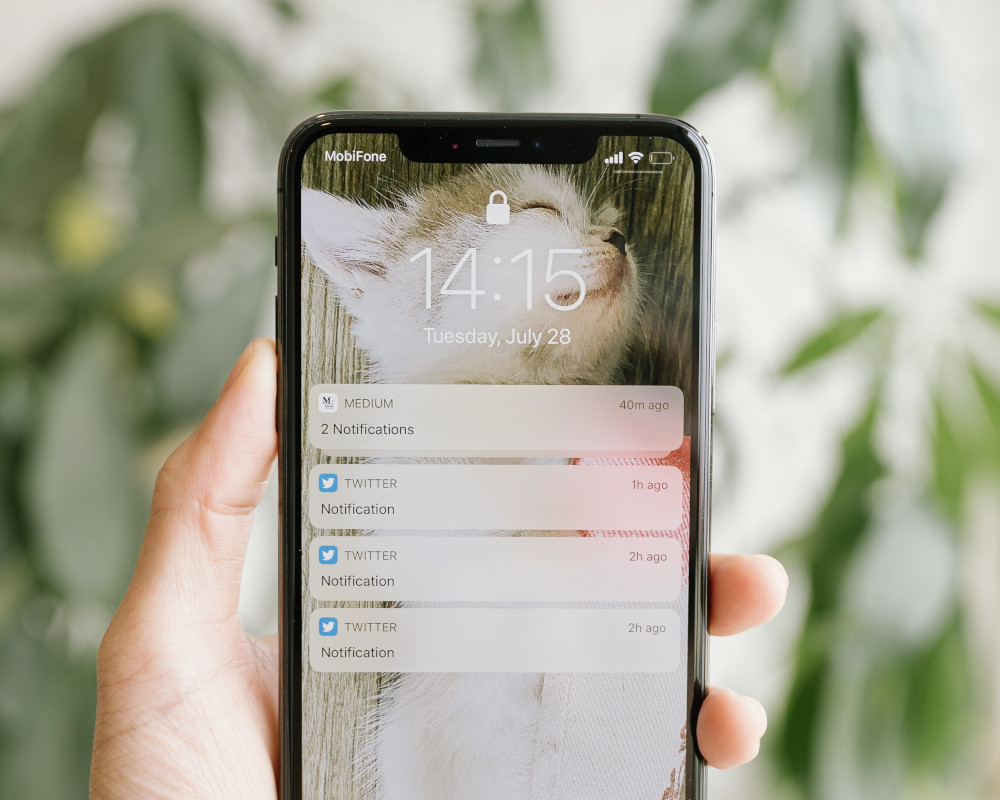 MobiFone
14:15
Tuesday, July 28
MEDIUM 40m ago
2 Notifications
TWITTER 1h ago
Notification
TWITTER 2h ago
Notification
TWITTER 2h ago
Notification